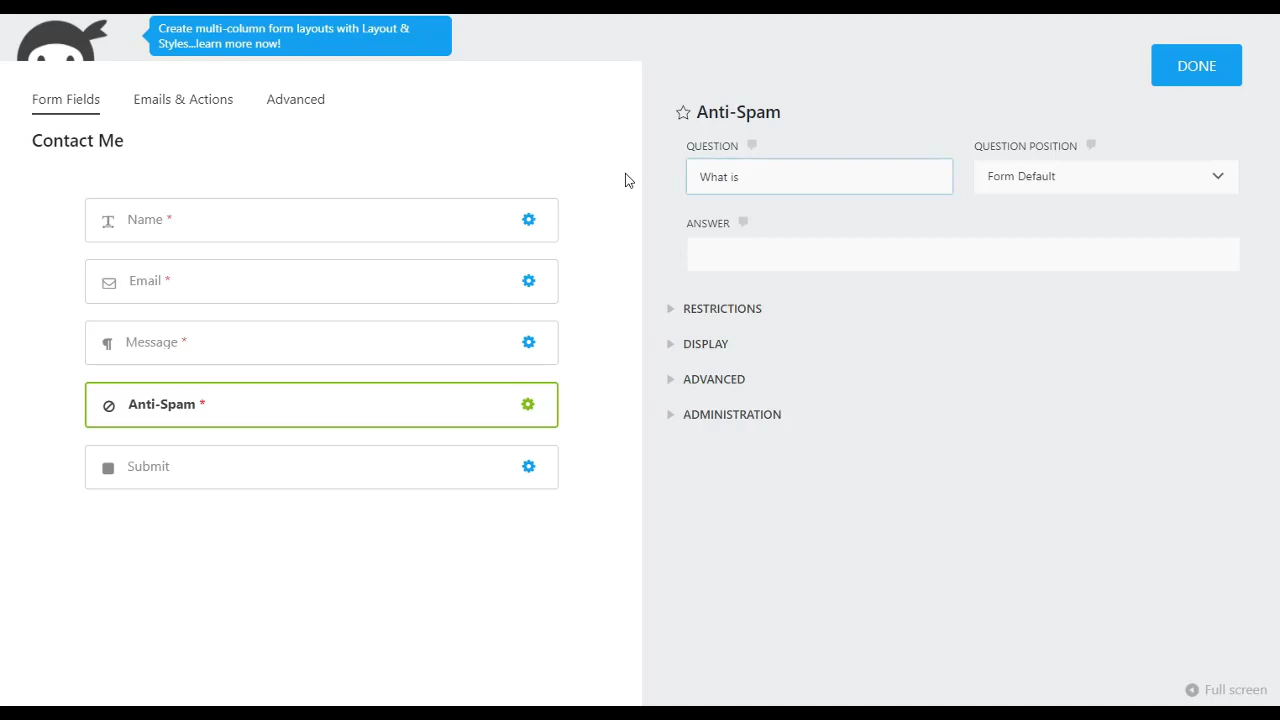 Create multi-column form layouts with Layout &
Styles...learn more now!
DONE
Form Fields
Emails & Actions
Advanced
Contact Me
Name *
Email *
Message *
Anti-Spam *
Submit
Anti-Spam
QUESTION
QUESTION POSITION
What is
Form Default
ANSWER
RESTRICTIONS
DISPLAY
ADVANCED
ADMINISTRATION
Full screen